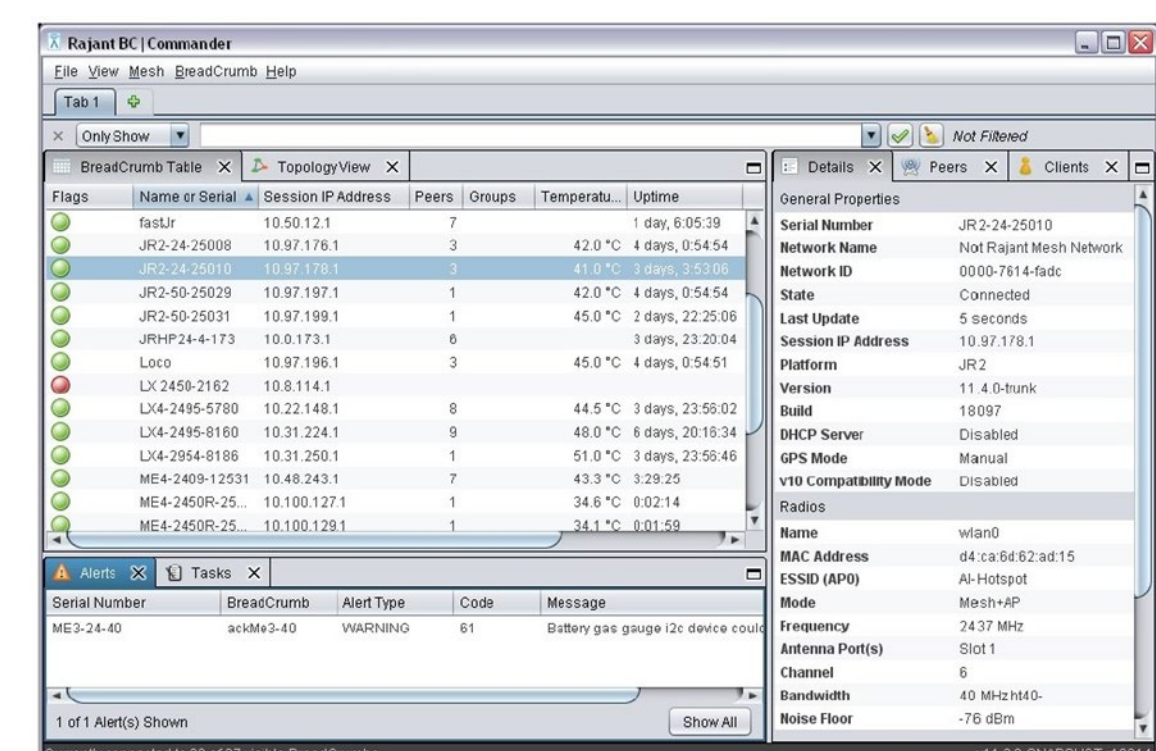 Rajant BC | Commander
File View Mesh BreadCrumb Help
Tab 1
Only Show Not Filtered
BreadCrumb Table X Topology View X
Flags Name or Serial Session IP Address Peers Groups Temperatu... Uptime
fastJr 10.50.12.1 7 1 day, 6:05:39
JR2-24-25008 10.97.176.1 3 42.0 °C 4 days, 0:54:54
JR2-24-25010 10.97.178.1 3 41.0 °C 3 days, 3:53:06
JR2-50-25029 10.97.197.1 1 42.0 °C 4 days, 0:54:54
JR2-50-25031 10.97.199.1 1 45.0 °C 2 days, 22:25:06
JRHP24-4-173 10.0.173.1 6 3 days, 23:20:04
Loco 10.97.196.1 3 45.0 °C 4 days, 0:54:51
LX 2450-2162 10.8.114.1
LX4-2495-5780 10.22.148.1 8 44.5 °C 3 days, 23:56:02
LX4-2495-8160 10.31.224.1 9 48.0 °C 6 days, 20:16:34
LX4-2954-8186 10.31.250.1 1 51.0 °C 3 days, 23:56:46
ME4-2409-12531 10.48.243.1 7 43.3 °C 3:29:25
ME4-2450R-25... 10.100.127.1 1 34.6 °C 0:02:14
ME4-2450R-25... 10.100.129.1 1 34.1 °C 0:01:59
Alerts Tasks X
Serial Number BreadCrumb Alert Type Code Message
ME3-24-40 ackMe3-40 WARNING 61 Battery gas gauge i2c device could
1 of 1 Alert(s) Shown Show All
Details X Peers X Clients X
General Properties
Serial Number JR2-24-25010
Network Name Not Rajant Mesh Network
Network ID 0000-7614-fadc
State Connected
Last Update 5 seconds
Session IP Address 10.97.178.1
Platform JR2
Version 11.4.0-trunk
Build 18097
DHCP Server Disabled
GPS Mode Manual
v10 Compatibility Mode Disabled
Radios
Name wlan0
MAC Address d4:ca:6d:62:ad:15
ESSID (AP0) AI-Hotspot
Mode Mesh+AP
Frequency 2437 MHz
Antenna Port(s) Slot 1
Channel 6
Bandwidth 40 MHz ht40-
Noise Floor -76 dBm